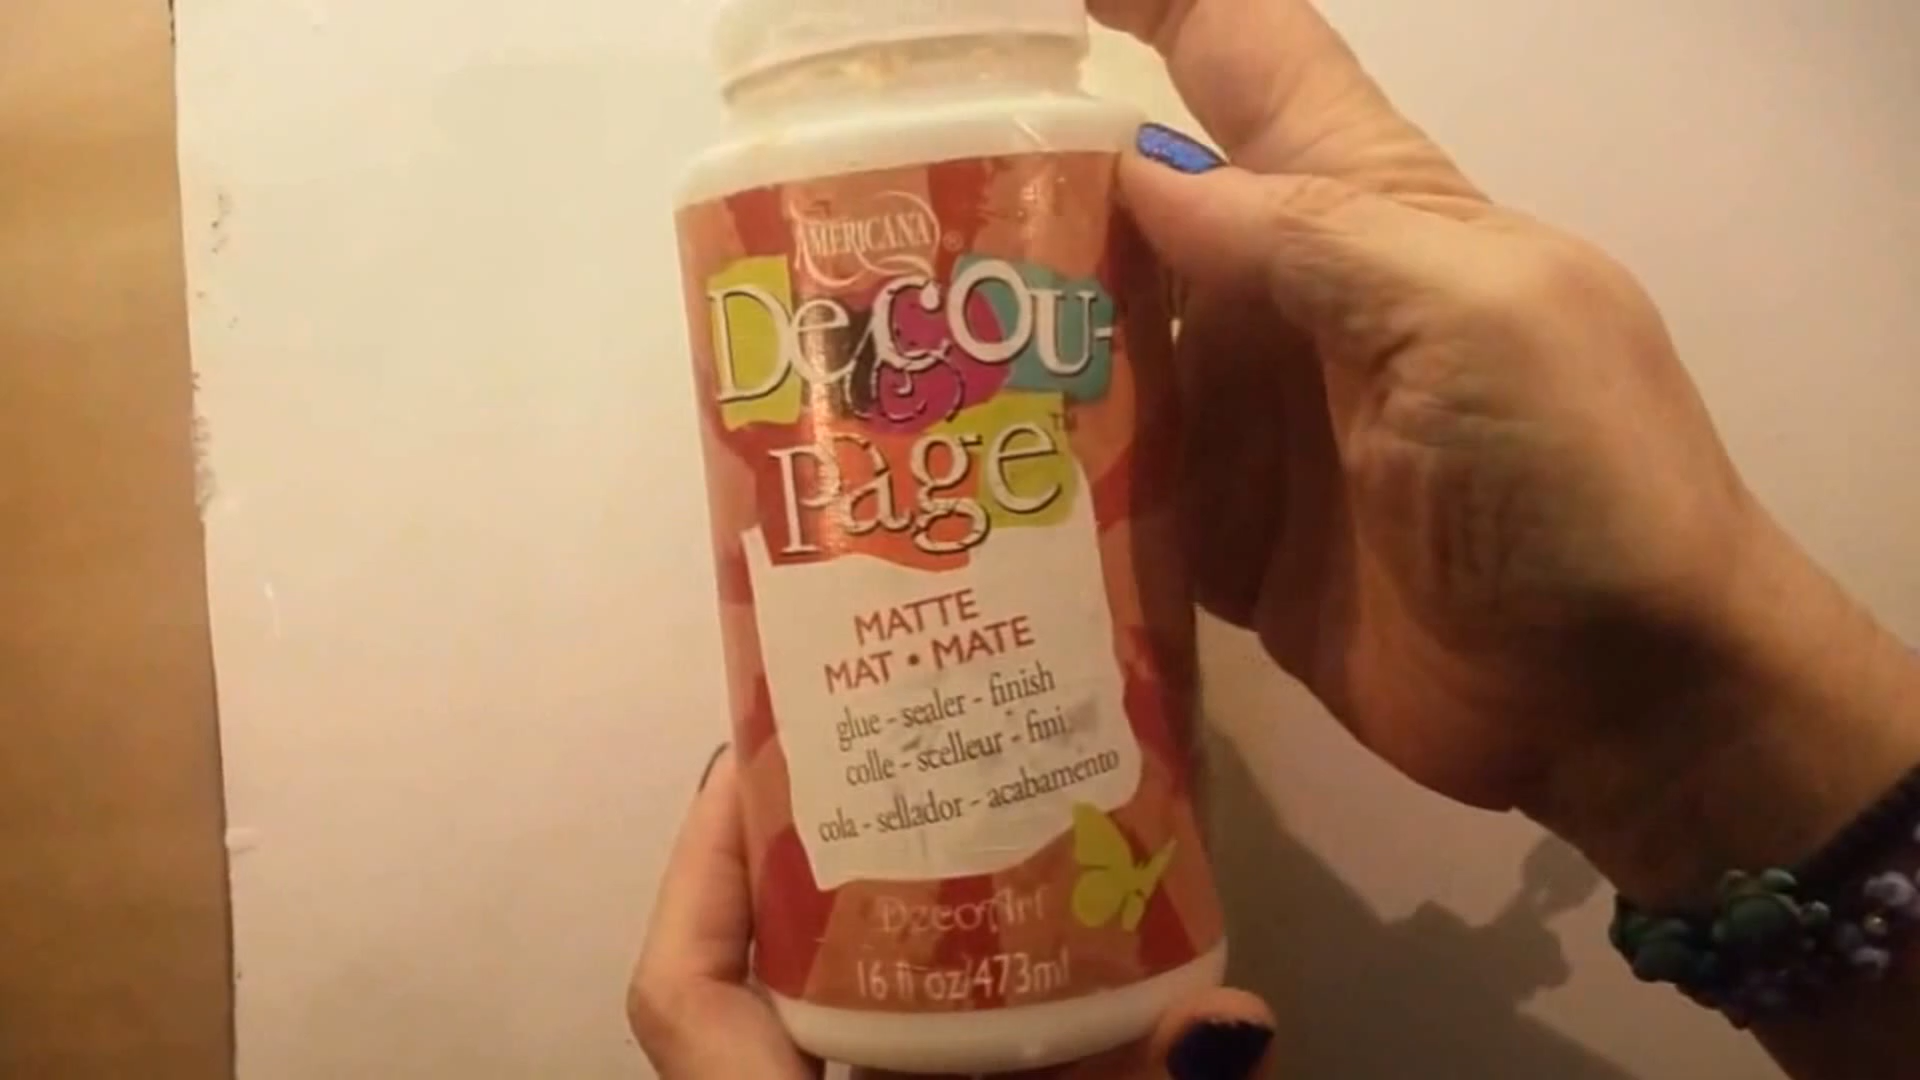 AMERICANA®
Decou-
Page™
MATTE
MAT • MATE
glue - sealer - finish
colle - scelleur - fini
cola - sellador - acabamento
DecoArt
16 fl oz/473ml